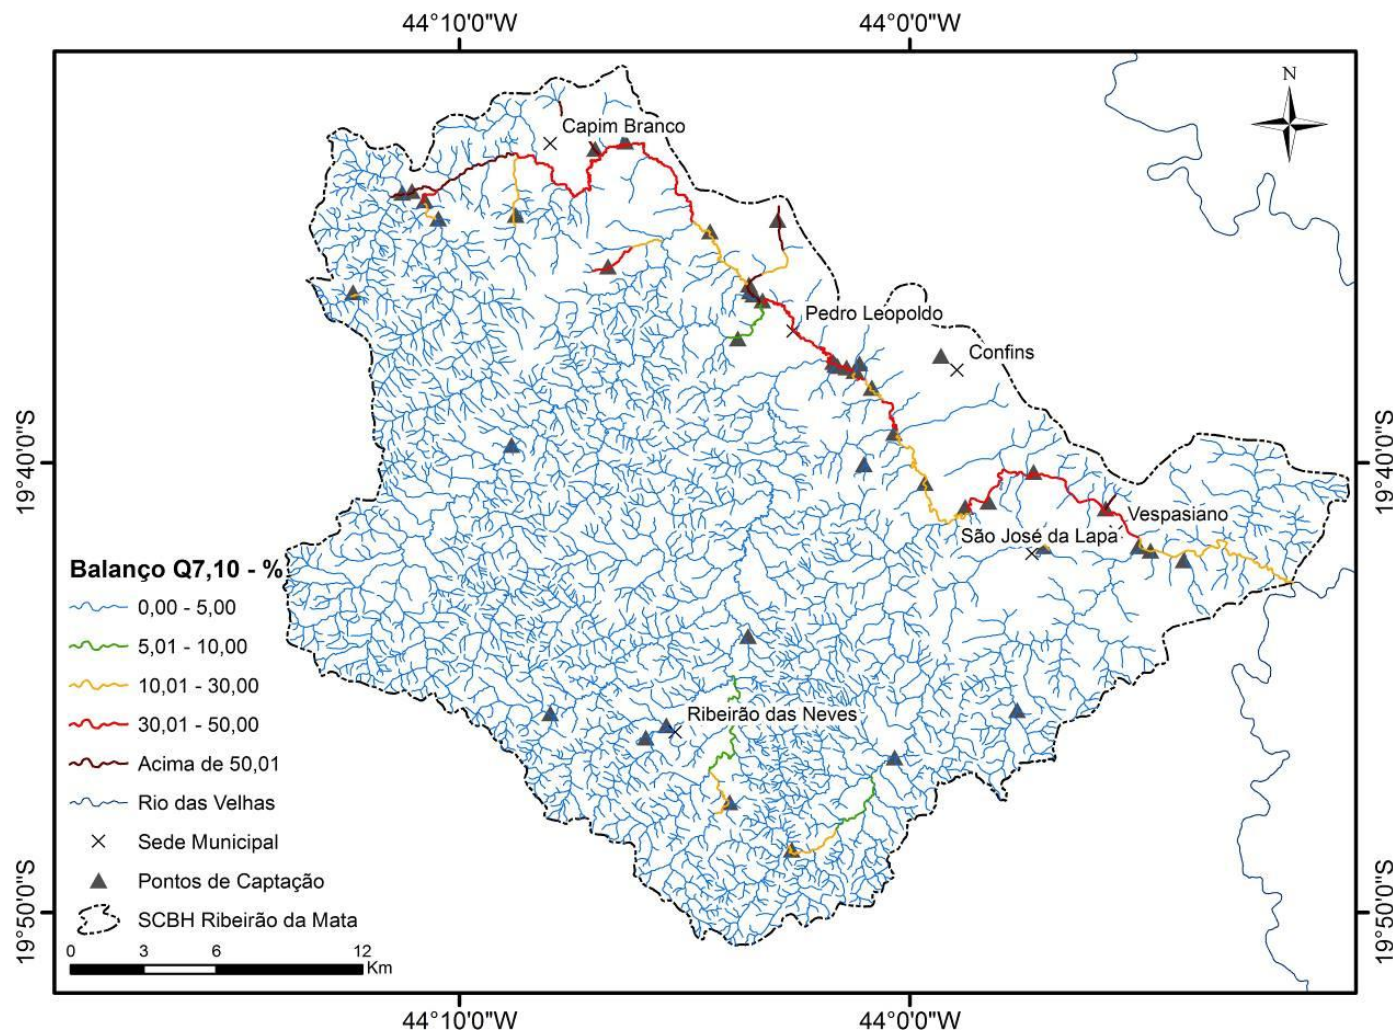 44°10'0"W
44°0'0"W
N
Capim Branco
Pedro Leopoldo
Confins
19°40'0"S
19°40'0"S
Vespasiano
São José da Lapa
Balanço Q7,10 - %
0,00 - 5,00
5,01 - 10,00
10,01 - 30,00
30,01 - 50,00
Ribeirão das Neves
Acima de 50,01
Rio das Velhas
Sede Municipal
Pontos de Captação
SCBH Ribeirão da Mata
19°50'0"S
19°50'0"S
0 3 6 12
Km
44°10'0"W
44°0'0"W